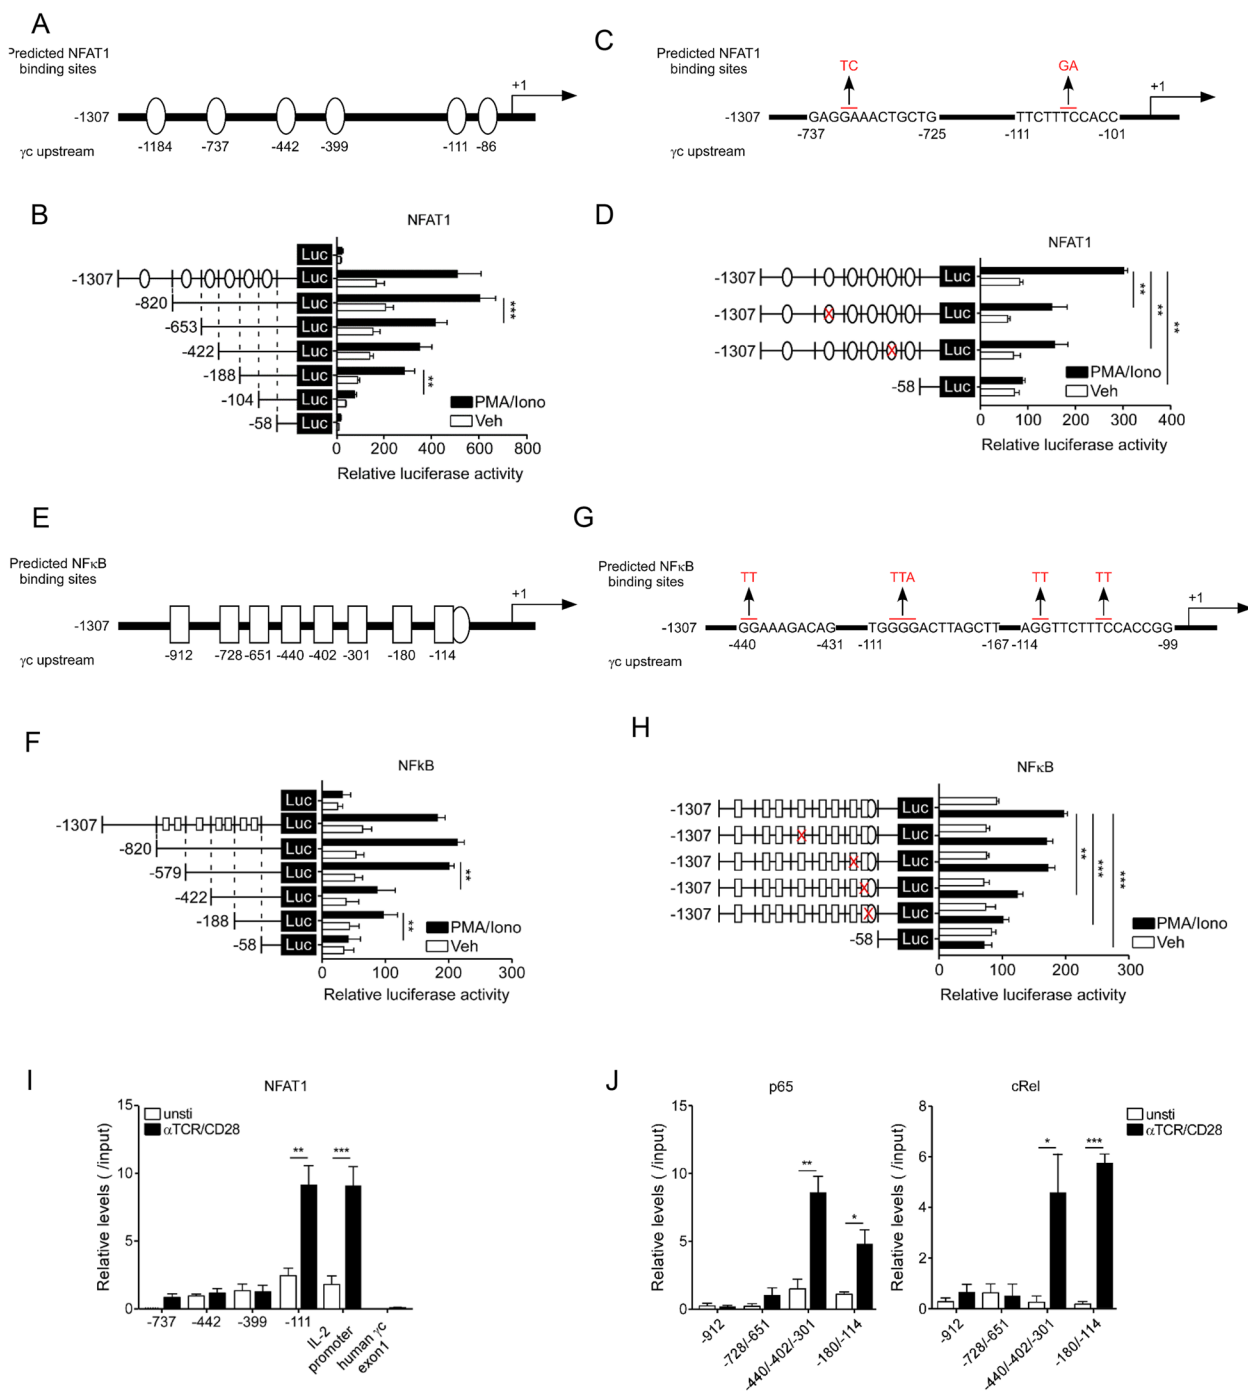 A
Predicted NFAT1
binding sites
+1
-1307
γc upstream
-1184 -737 -442 -399 -111 -86
C
Predicted NFAT1
binding sites
TC GA
+1
-1307 GAGGAAACTGCTG TTCTTTCCACC
-737 -725 -111 -101
γc upstream
B
NFAT1
Luc
-1307 Luc
-820 Luc
-653 Luc
-422 Luc
-188 Luc
-104 Luc
-58 Luc
***
**
PMA/Iono
Veh
0 200 400 600 800
Relative luciferase activity
D
NFAT1
-1307 Luc
-1307 X Luc
-1307 X Luc
-58 Luc
**
**
**
PMA/Iono
Veh
0 100 200 300 400
Relative luciferase activity
E
Predicted NFκB
binding sites
+1
-1307
γc upstream
-912 -728 -651 -440 -402 -301 -180 -114
G
Predicted NFκB
binding sites
TT TTA TT TT
+1
-1307 GGAAAGACAG TGGGGACTTAGCTT AGGTTCTTTCCACCGG
-440 -431 -111 -167 -114 -99
γc upstream
F
NFkB
Luc
-1307 Luc
-820 Luc
-579 Luc
-422 Luc
-188 Luc
-58 Luc
**
**
PMA/Iono
Veh
0 100 200 300
Relative luciferase activity
H
NFκB
-1307 Luc
-1307 X Luc
-1307 X Luc
-1307 X Luc
-1307 X Luc
-58 Luc
**
***
***
PMA/Iono
Veh
0 100 200 300
Relative luciferase activity
I
NFAT1
Relative levels ( /input)
15
10
5
0
unsti
αTCR/CD28
** ***
-737 -442 -399 -111
IL-2
promoter
human γc
exon1
J
p65
Relative levels ( /input)
15
10
5
0
**
*
-912
-728/-651
-440/-402/-301
-180/-114
cRel
Relative levels ( /input)
8
6
4
2
0
unsti
αTCR/CD28
* ***
-912
-728/-651
-440/-402/-301
-180/-114